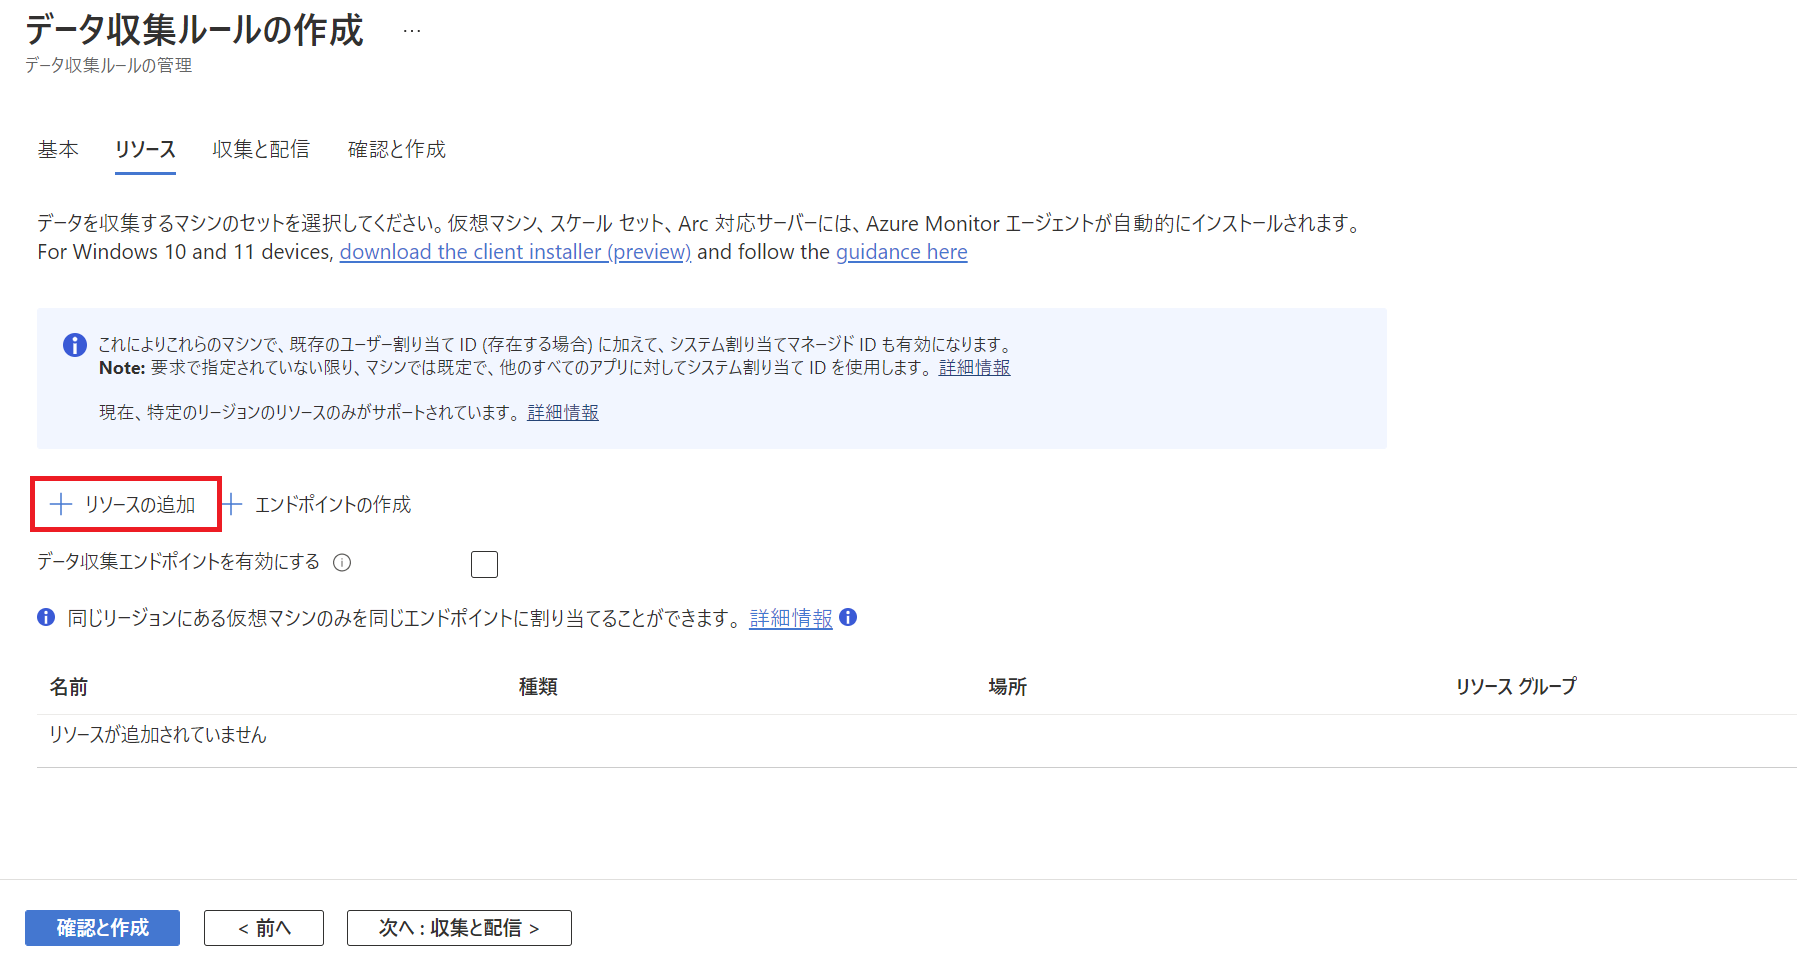 データ収集ルールの作成 …
データ収集ルールの管理
基本 リソース 収集と配信 確認と作成
データを収集するマシンのセットを選択してください。仮想マシン、スケール セット、Arc 対応サーバーには、Azure Monitor エージェントが自動的にインストールされます。
For Windows 10 and 11 devices, download the client installer (preview) and follow the guidance here
これによりこれらのマシンで、既存のユーザー割り当て ID (存在する場合) に加えて、システム割り当てマネージド ID も有効になります。
Note: 要求で指定されていない限り、マシンでは既定で、他のすべてのアプリに対してシステム割り当て ID を使用します。 詳細情報
現在、特定のリージョンのリソースのみがサポートされています。 詳細情報
リソースの追加 エンドポイントの作成
データ収集エンドポイントを有効にする
同じリージョンにある仮想マシンのみを同じエンドポイントに割り当てることができます。 詳細情報
名前 種類 場所 リソース グループ
リソースが追加されていません
確認と作成 < 前へ 次へ : 収集と配信 >